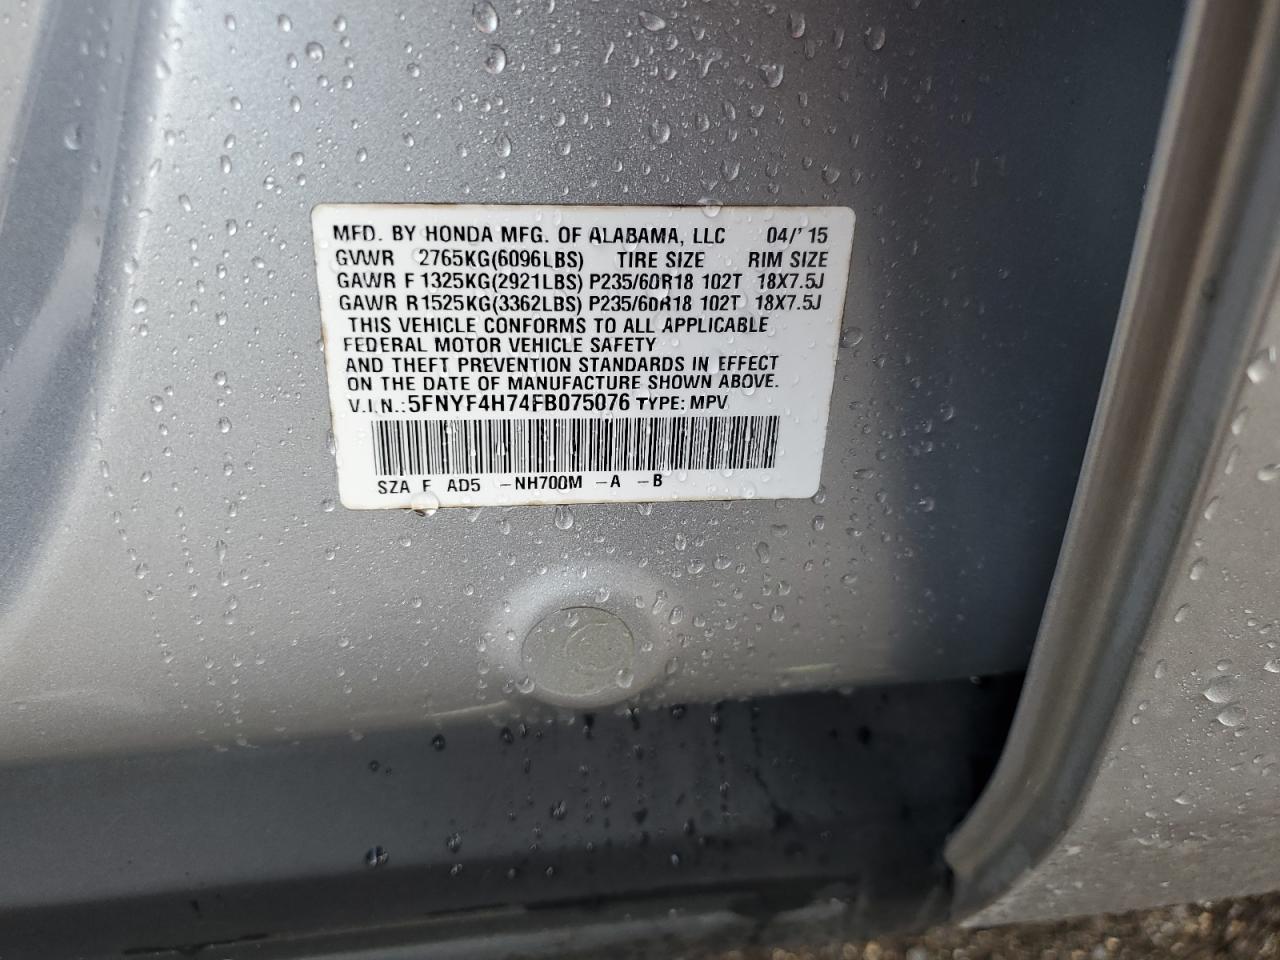 MFD. BY HONDA MFG. OF ALABAMA, LLC 04/'15
GVWR 2765KG(6096LBS) TIRE SIZE RIM SIZE
GAWR F 1325KG(2921LBS) P235/60R18 102T 18X7.5J
GAWR R1525KG(3362LBS) P235/60R18 102T 18X7.5J
THIS VEHICLE CONFORMS TO ALL APPLICABLE
FEDERAL MOTOR VEHICLE SAFETY
AND THEFT PREVENTION STANDARDS IN EFFECT
ON THE DATE OF MANUFACTURE SHOWN ABOVE.
V.I.N.:5FNYF4H74FB075076 TYPE: MPV
SZA F AD5 -NH700M -A -B